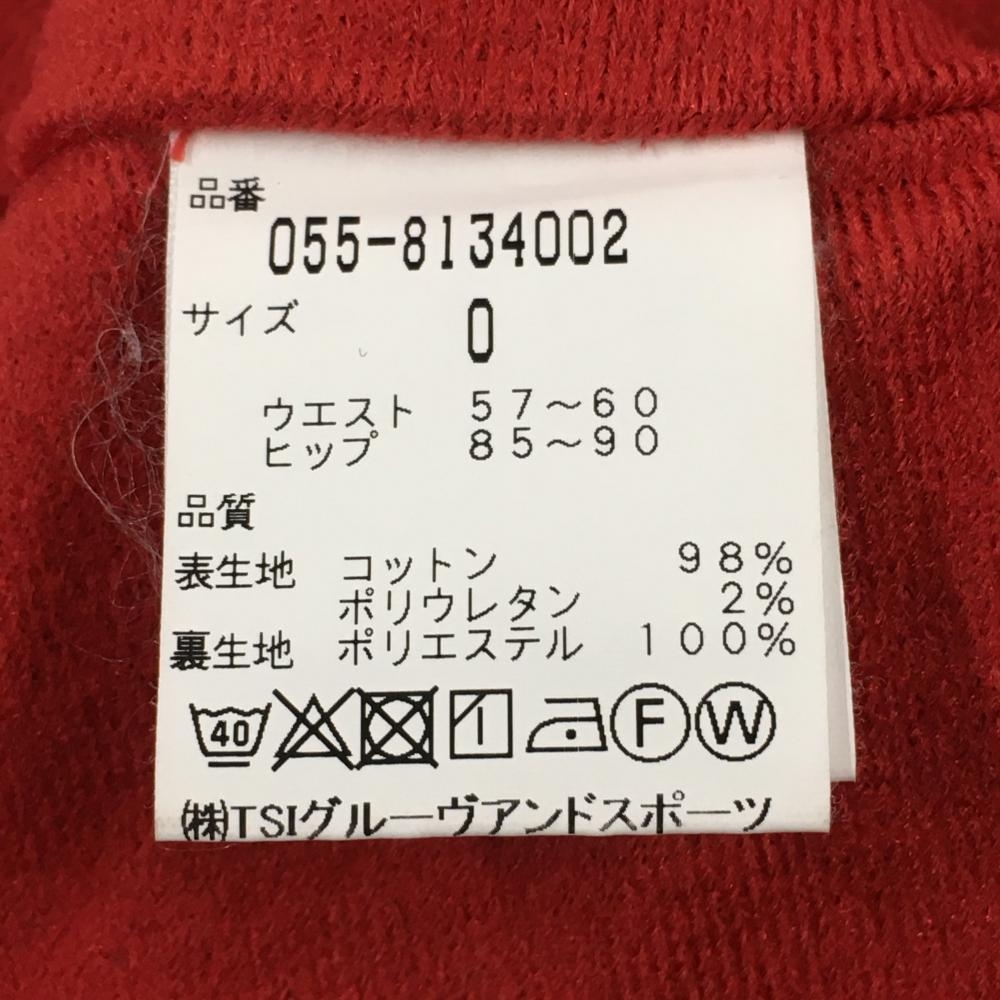 品番
055-8134002
サイズ 0
ウエスト 57～60
ヒップ 85～90
品質
表生地 コットン 98%
ポリウレタン 2%
裏生地 ポリエステル 100%
40 F W
㈱TSIグルーヴアンドスポーツ